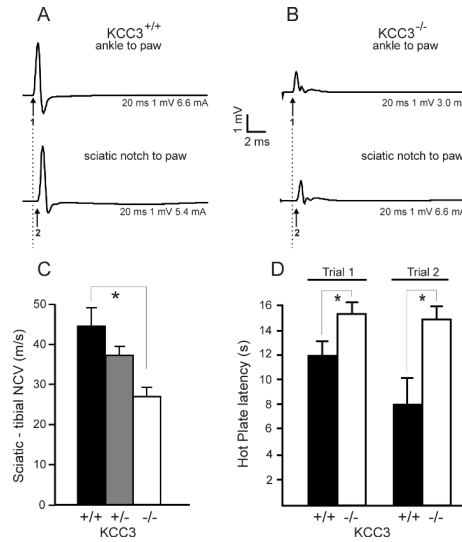 A
KCC3+/+
ankle to paw
20 ms 1 mV 6.6 mA
1
sciatic notch to paw
20 ms 1 mV 5.4 mA
2
B
KCC3-/-
ankle to paw
20 ms 1 mV 3.0 mA
1
1 mV
2 ms
sciatic notch to paw
20 ms 1 mV 6.6 mA
2
C
Sciatic - tibial NCV (m/s)
50
40
30
20
10
0
*
+/+ +/- -/-
KCC3
D
Trial 1 Trial 2
Hot Plate latency (s)
16
14
12
10
8
6
4
2
* *
+/+ -/- +/+ -/-
KCC3